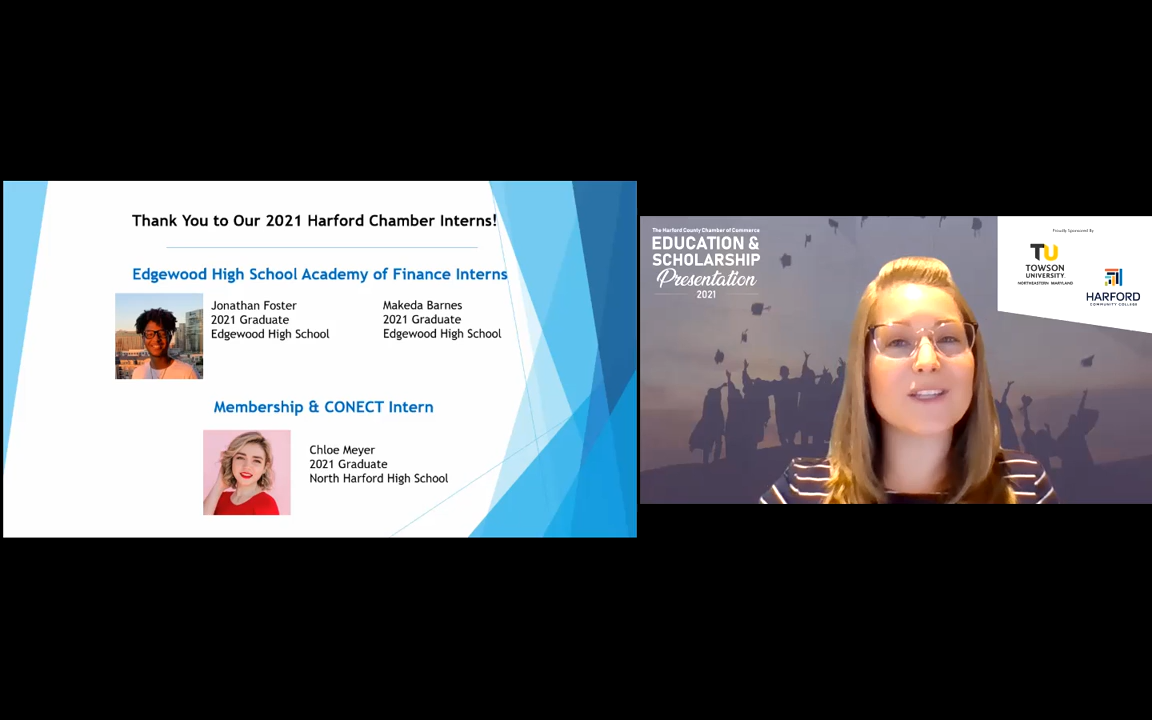 Thank You to Our 2021 Harford Chamber Interns!
Edgewood High School Academy of Finance Interns
Jonathan Foster
2021 Graduate
Edgewood High School
Makeda Barnes
2021 Graduate
Edgewood High School
Membership & CONECT Intern
Chloe Meyer
2021 Graduate
North Harford High School
The Harford County Chamber of Commerce
EDUCATION &
SCHOLARSHIP
Presentation
2021
Proudly Sponsored By
TU
TOWSON
UNIVERSITY
NORTHEASTERN MARYLAND
HARFORD
COMMUNITY COLLEGE